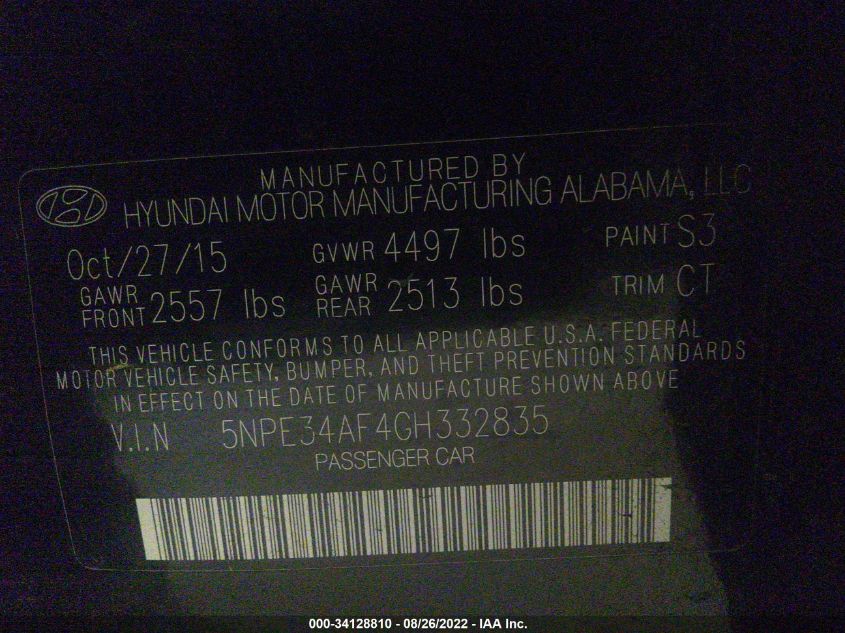 MANUFACTURED BY
HYUNDAI MOTOR MANUFACTURING ALABAMA, LLC
Oct/27/15 GVWR 4497 lbs PAINT S3
GAWR FRONT 2557 lbs GAWR REAR 2513 lbs TRIM CT
THIS VEHICLE CONFORMS TO ALL APPLICABLE U.S.A. FEDERAL
MOTOR VEHICLE SAFETY, BUMPER, AND THEFT PREVENTION STANDARDS
IN EFFECT ON THE DATE OF MANUFACTURE SHOWN ABOVE
V.I.N 5NPE34AF4GH332835
PASSENGER CAR
000-34128810 - 08/26/2022 - IAA Inc.